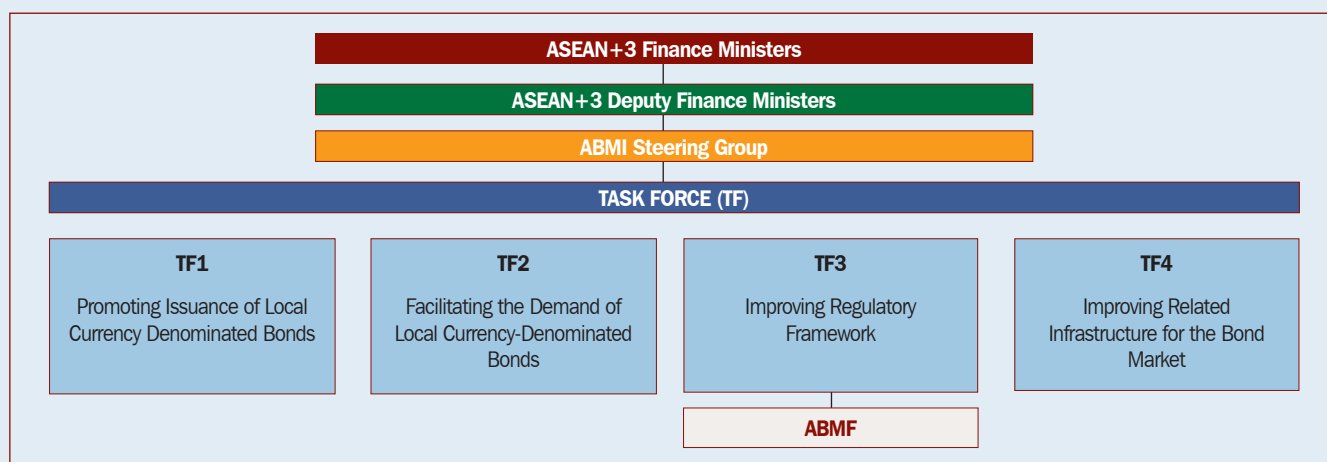 ASEAN+3 Finance Ministers
ASEAN+3 Deputy Finance Ministers
ABMI Steering Group
TASK FORCE (TF)
TF1
Promoting Issuance of Local
Currency Denominated Bonds
TF2
Facilitating the Demand of
Local Currency-Denominated
Bonds
TF3
Improving Regulatory
Framework
TF4
Improving Related
Infrastructure for the Bond
Market
ABMF